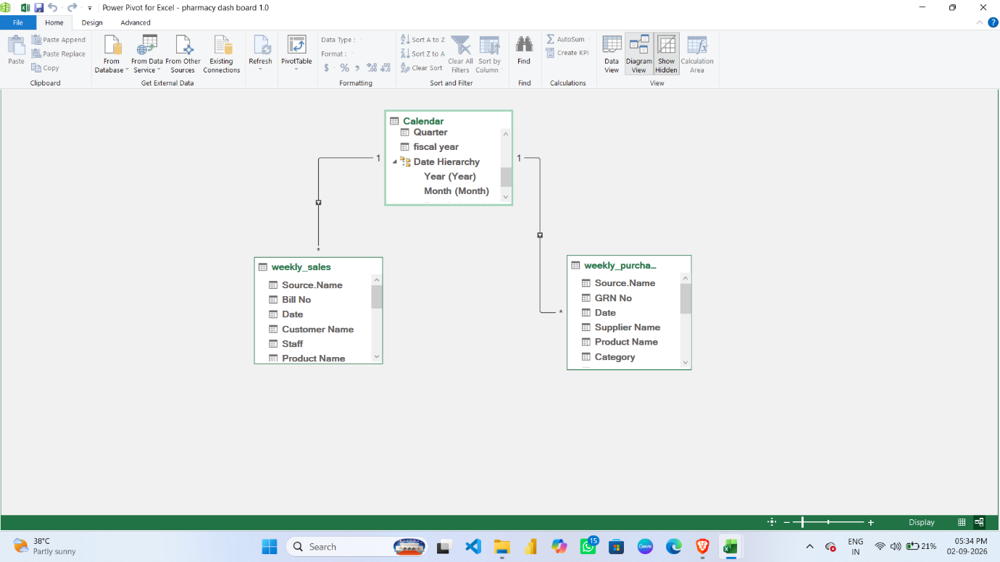 Power Pivot for Excel - pharmacy dash board 1.0
File Home Design Advanced
Paste
Paste Append
Paste Replace
Copy
Clipboard
From Database
From Data Service
From Other Sources
Existing Connections
Get External Data
Refresh
PivotTable
Data Type :
Format :
$ % ,
Formatting
Sort A to Z
Sort Z to A
Clear Sort
Clear All Filters
Sort by Column
Sort and Filter
Find
Find
AutoSum
Create KPI
Calculations
Data View
Diagram View
Show Hidden
Calculation Area
View
Calendar
Quarter
fiscal year
Date Hierarchy
Year (Year)
Month (Month)
1
1
*
*
weekly_sales
Source.Name
Bill No
Date
Customer Name
Staff
Product Name
weekly_purcha...
Source.Name
GRN No
Date
Supplier Name
Product Name
Category
Display
38°C
Partly sunny
Search
Canva
15
ENG
IN
21%
05:34 PM
02-09-2026